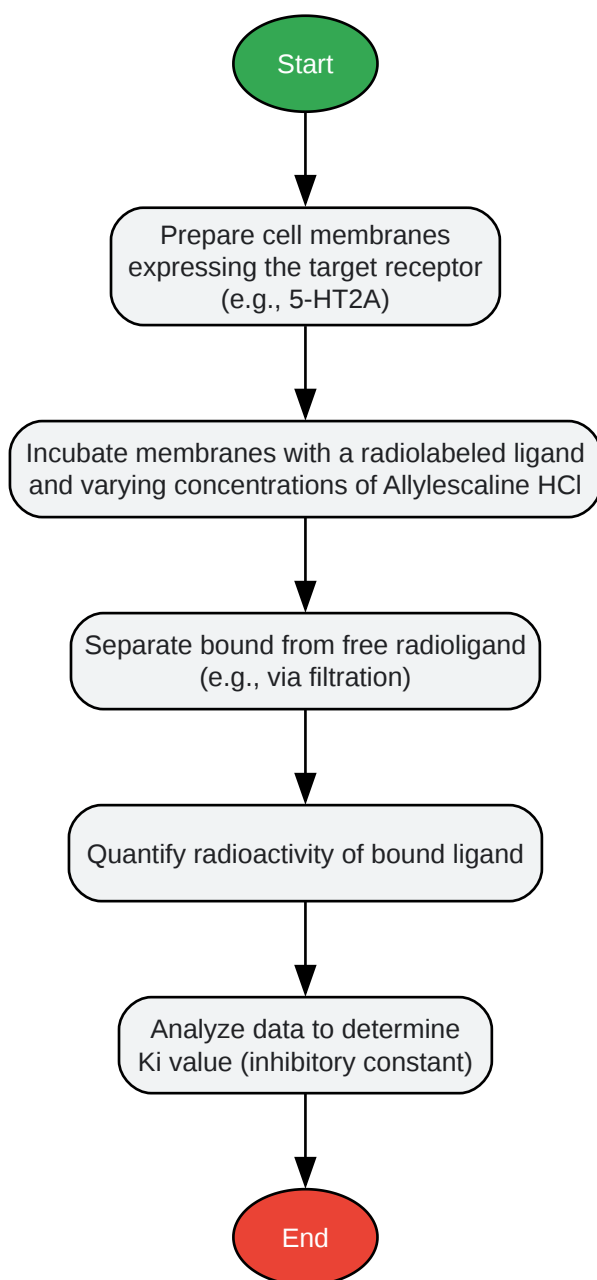 Start
Prepare cell membranes
expressing the target receptor
(e.g., 5-HT2A)
Incubate membranes with a radiolabeled ligand
and varying concentrations of Allylescaline HCl
Separate bound from free radioligand
(e.g., via filtration)
Quantify radioactivity of bound ligand
Analyze data to determine
Ki value (inhibitory constant)
End